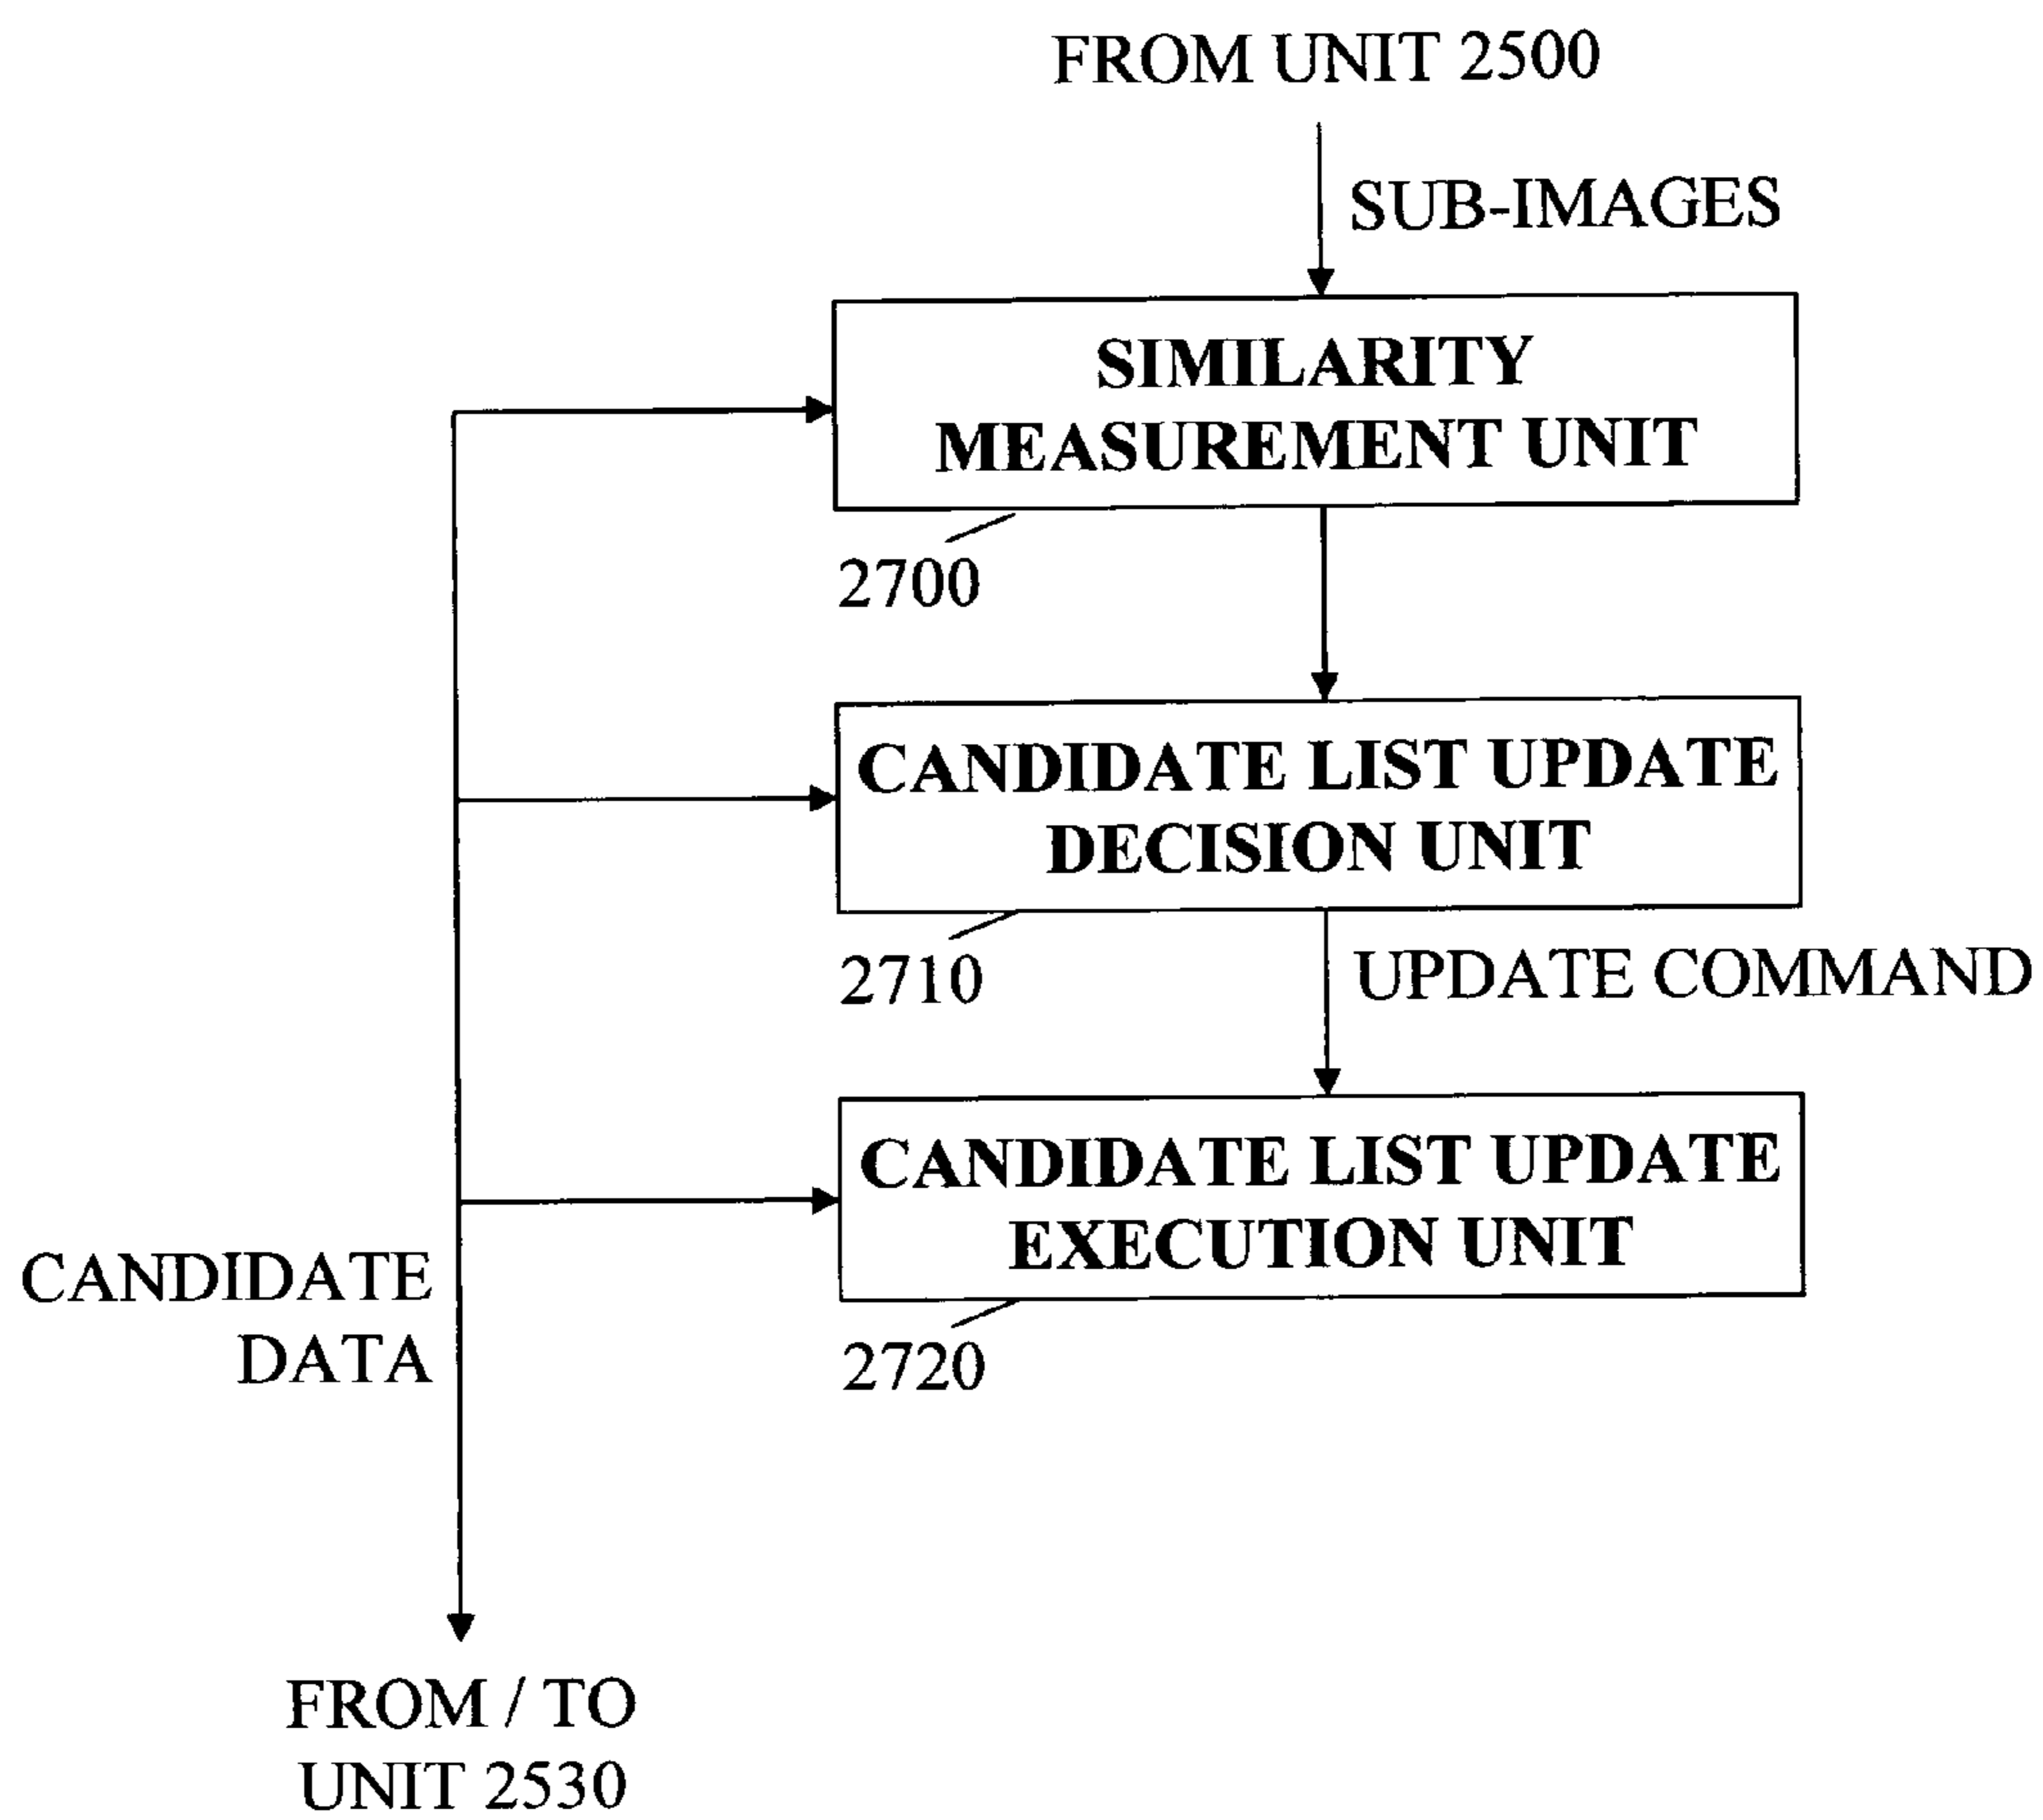 FROM UNIT 2500
SUB-IMAGES
SIMILARITY
MEASUREMENT UNIT
2700
CANDIDATE LIST UPDATE
DECISION UNIT
2710
UPDATE COMMAND
CANDIDATE LIST UPDATE
EXECUTION UNIT
2720
CANDIDATE
DATA
FROM / TO
UNIT 2530